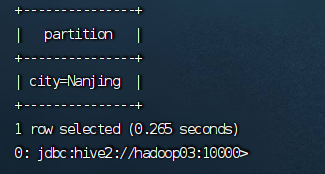 +---------------+
|   partition   |
+---------------+
| city=Nanjing  |
+---------------+
1 row selected (0.265 seconds)
0: jdbc:hive2://hadoop03:10000>